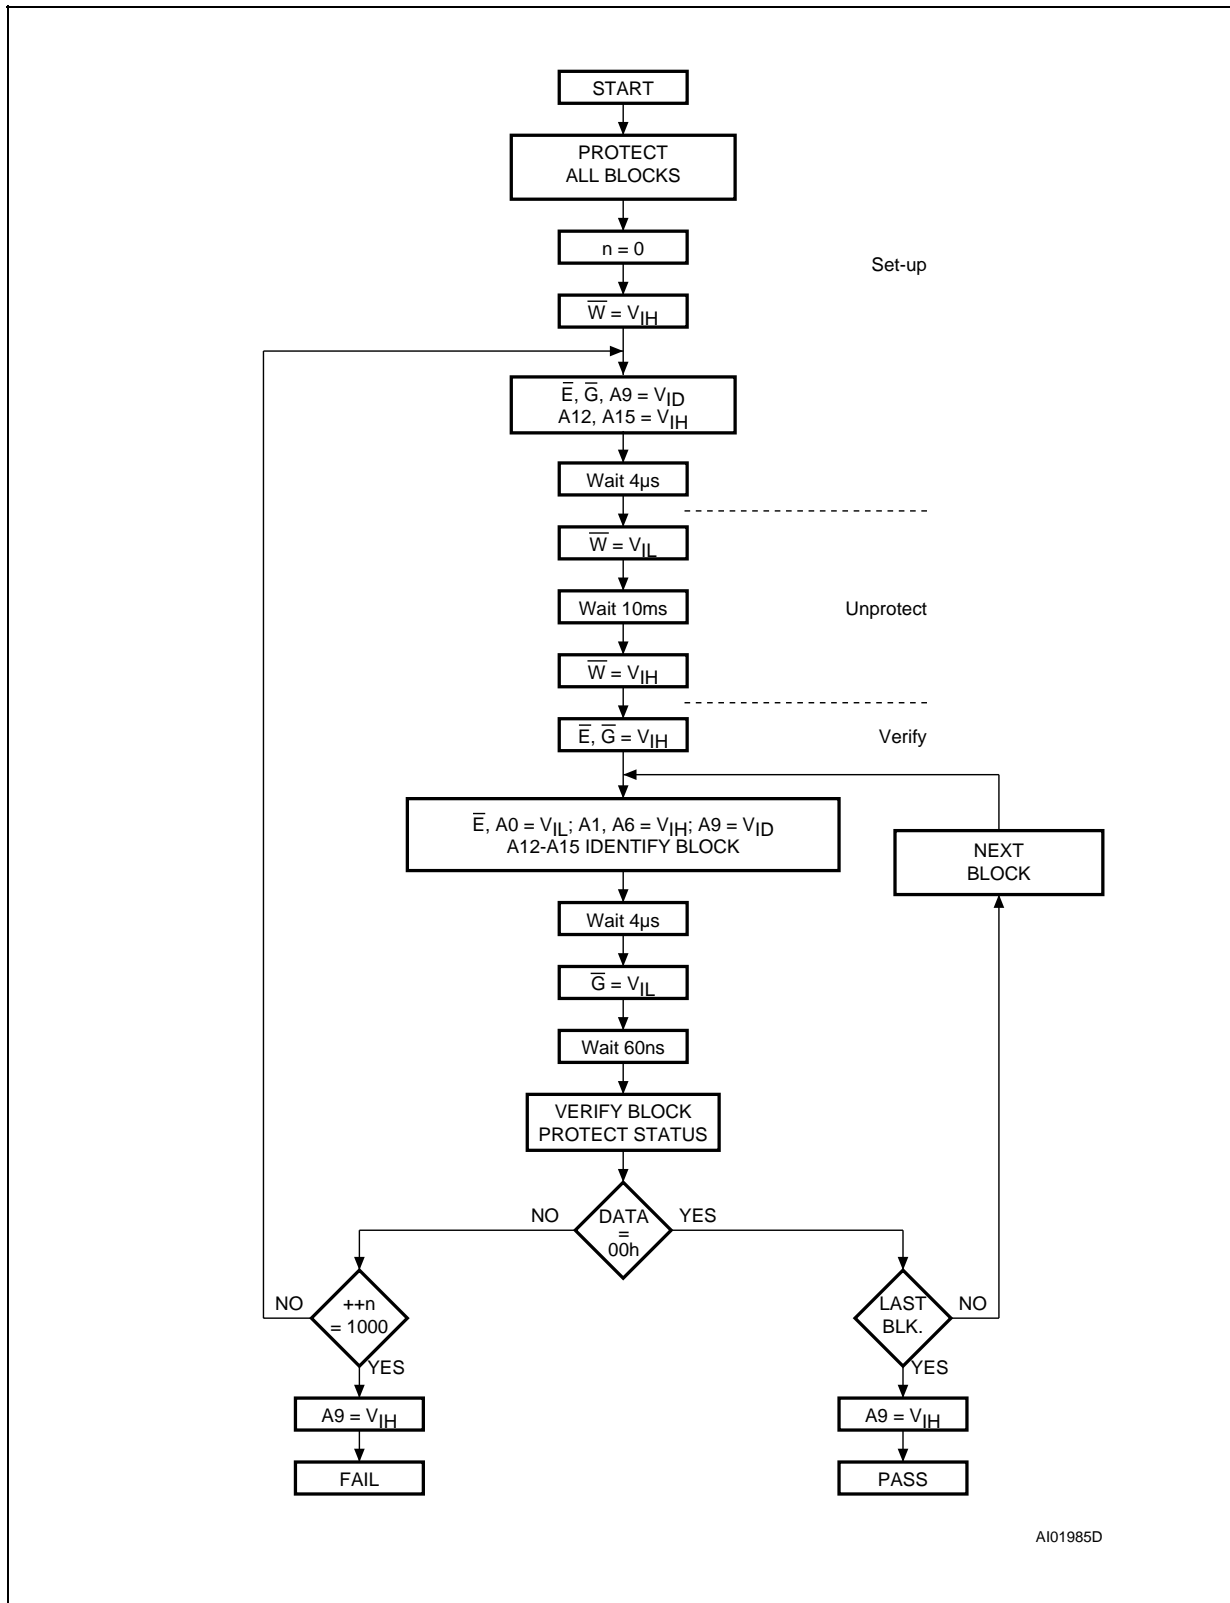 START
PROTECT
ALL BLOCKS
n = 0
Set-up
W̅ = VIH
E̅, G̅, A9 = VID
A12, A15 = VIH
Wait 4µs
W̅ = VIL
Wait 10ms
Unprotect
W̅ = VIH
E̅, G̅ = VIH
Verify
E̅, A0 = VIL; A1, A6 = VIH; A9 = VID
A12-A15 IDENTIFY BLOCK
NEXT
BLOCK
Wait 4µs
G̅ = VIL
Wait 60ns
VERIFY BLOCK
PROTECT STATUS
NO
DATA
=
00h
YES
NO
++n
= 1000
YES
LAST
BLK.
NO
YES
A9 = VIH
A9 = VIH
FAIL
PASS
AI01985D